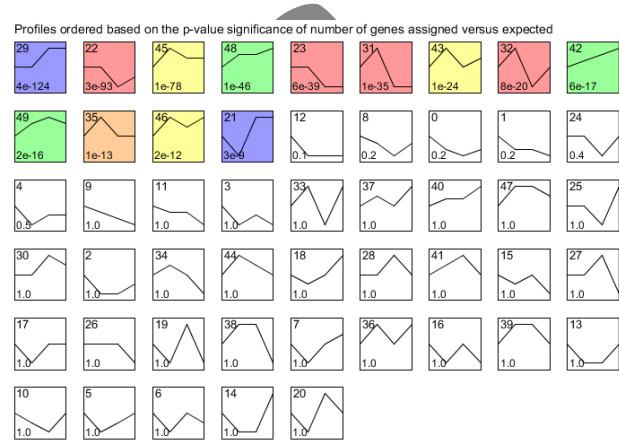 Profiles ordered based on the p-value significance of number of genes assigned versus expected
29 22 45 48 23 31 43 32 42
4e-124 3e-93 1e-78 1e-46 6e-39 1e-35 1e-24 8e-20 6e-17
49 35 46 21 12 8 0 1 24
2e-16 1e-13 2e-12 3e-9 0.1 0.2 0.2 0.2 0.4
4 9 11 3 33 37 40 47 25
0.5 1.0 1.0 1.0 1.0 1.0 1.0 1.0 1.0
30 2 34 44 18 28 41 15 27
1.0 1.0 1.0 1.0 1.0 1.0 1.0 1.0 1.0
17 26 19 38 7 36 16 39 13
1.0 1.0 1.0 1.0 1.0 1.0 1.0 1.0 1.0
10 5 6 14 20
1.0 1.0 1.0 1.0 1.0